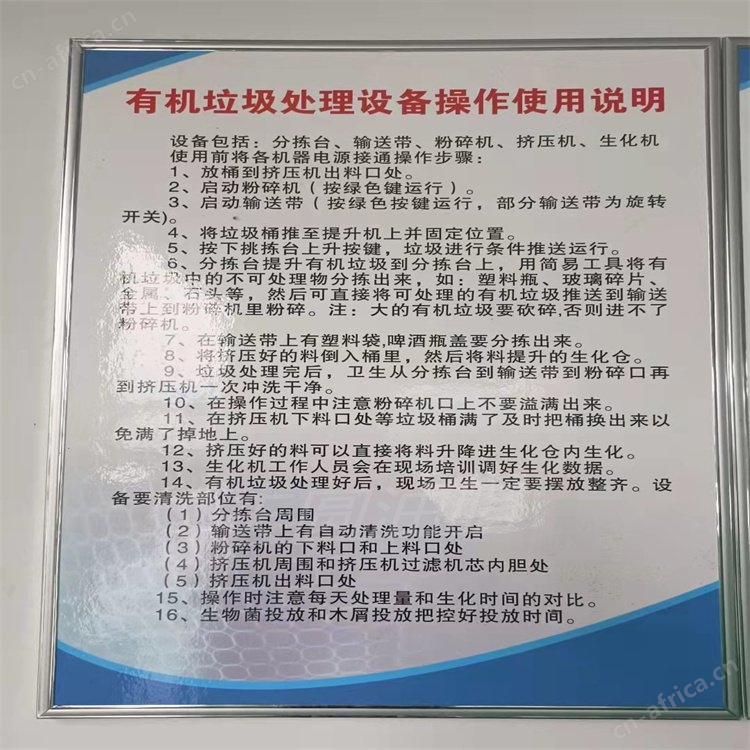 有机垃圾处理设备操作使用说明
设备包括：分拣台、输送带、粉碎机、挤压机、生化机
使用前将各机器电源接通操作步骤：
1、放桶到挤压机出料口处。
2、启动粉碎机（按绿色键运行）。
3、启动输送带（按绿色按键运行，部分输送带为旋转
开关)。
4、将垃圾桶推至提升机上并固定位置。
5、按下挑拣台上升按键，垃圾进行条件推送运行。
6、分拣台提升有机垃圾到分拣台上，用简易工具将有
机垃圾中的不可处理物分拣出来，如：塑料瓶、玻璃碎片、
金属、石头等，然后可直接将可处理的有机垃圾推送到输送
带上到粉碎机里粉碎。注：大的有机垃圾要砍碎,否则进不了
粉碎机。
7、在输送带上有塑料袋,啤酒瓶盖要分拣出来。
8、将挤压好的料倒入桶里，然后将料提升的生化仓。
9、垃圾处理完后，卫生从分拣台到输送带到粉碎口再
到挤压机一次冲洗干净。
10、在操作过程中注意粉碎机口上不要溢满出来。
11、在挤压机下料口处等垃圾桶满了及时把桶换出来以
免满了掉地上。
12、挤压好的料可以直接将料升降进生化仓内生化。
13、生化机工作人员会在现场培训调好生化数据。
14、有机垃圾处理好后，现场卫生一定要摆放整齐。设
备要清洗部位有:
（1）分拣台周围
（2）输送带上有自动清洗功能开启
（3）粉碎机的下料口和上料口处
（4）挤压机周围和挤压机过滤机芯内胆处
（5）挤压机出料口处
15、操作时注意每天处理量和生化时间的对比。
16、生物菌投放和木屑投放把控好投放时间。
cn-africa.cn
cn-africa.cn